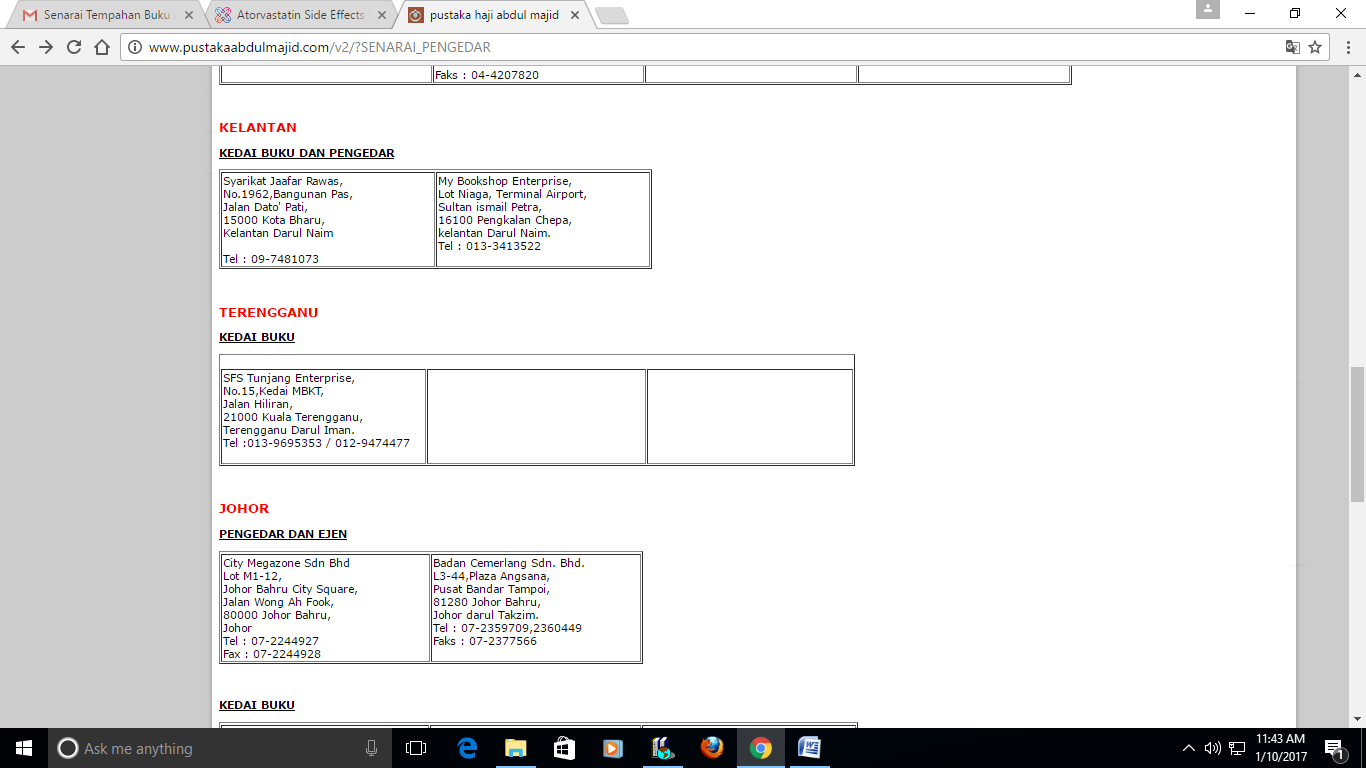 Senarai Tempahan Buku
Atorvastatin Side Effects
pustaka haji abdul majid
www.pustakaabdulmajid.com/v2/?SENARAI_PENGEDAR
Faks : 04-4207820
KELANTAN
KEDAI BUKU DAN PENGEDAR
Syarikat Jaafar Rawas,
No.1962,Bangunan Pas,
Jalan Dato' Pati,
15000 Kota Bharu,
Kelantan Darul Naim
Tel : 09-7481073
My Bookshop Enterprise,
Lot Niaga, Terminal Airport,
Sultan ismail Petra,
16100 Pengkalan Chepa,
kelantan Darul Naim.
Tel : 013-3413522
TERENGGANU
KEDAI BUKU
SFS Tunjang Enterprise,
No.15,Kedai MBKT,
Jalan Hiliran,
21000 Kuala Terengganu,
Terengganu Darul Iman.
Tel :013-9695353 / 012-9474477
JOHOR
PENGEDAR DAN EJEN
City Megazone Sdn Bhd
Lot M1-12,
Johor Bahru City Square,
Jalan Wong Ah Fook,
80000 Johor Bahru,
Johor
Tel : 07-2244927
Fax : 07-2244928
Badan Cemerlang Sdn. Bhd.
L3-44,Plaza Angsana,
Pusat Bandar Tampoi,
81280 Johor Bahru,
Johor darul Takzim.
Tel : 07-2359709,2360449
Faks : 07-2377566
KEDAI BUKU
Ask me anything
11:43 AM
1/10/2017
1